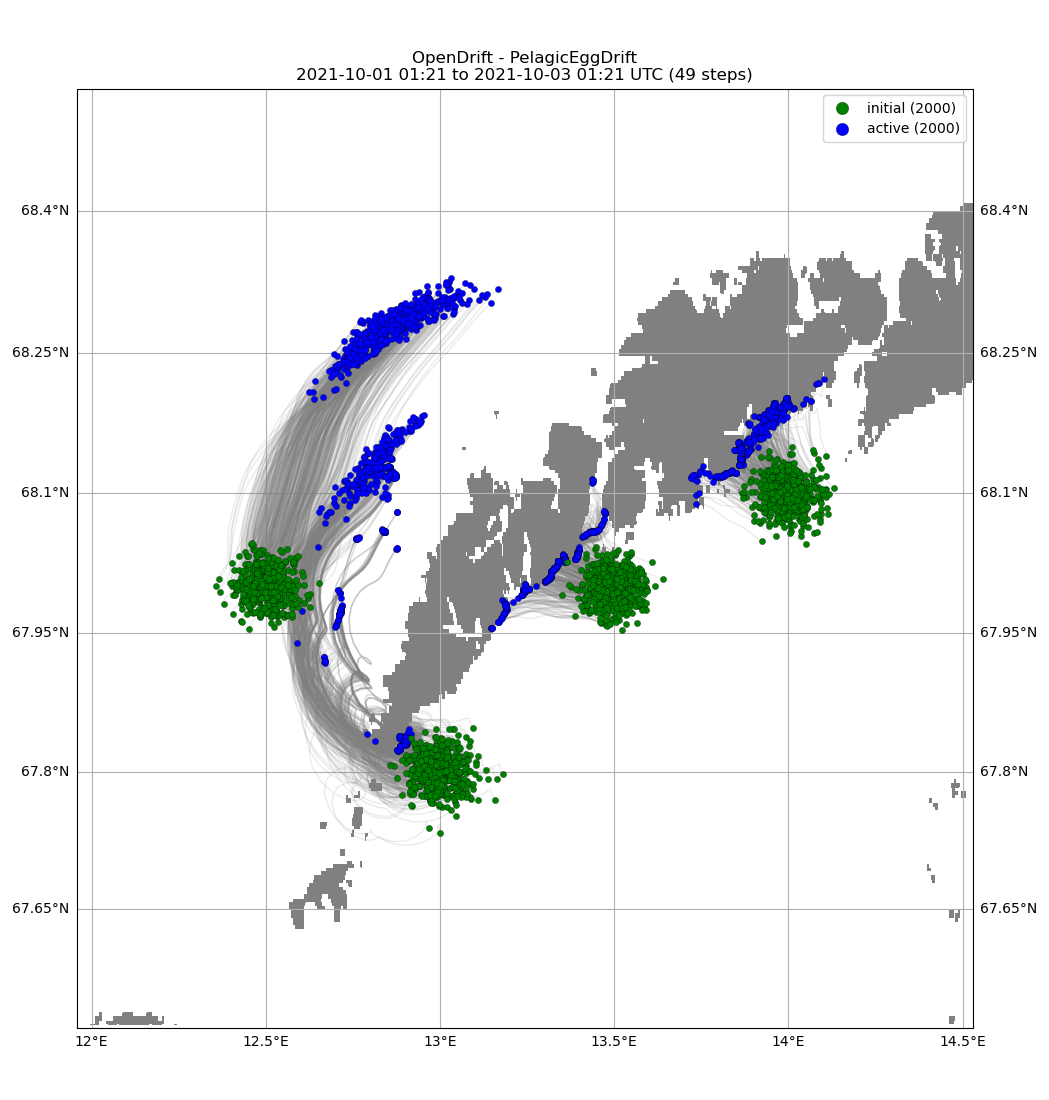 OpenDrift - PelagicEggDrift
2021-10-01 01:21 to 2021-10-03 01:21 UTC (49 steps)
initial (2000)
active (2000)
68.4°N
68.4°N
68.25°N
68.25°N
68.1°N
68.1°N
67.95°N
67.95°N
67.8°N
67.8°N
67.65°N
67.65°N
12°E
12.5°E
13°E
13.5°E
14°E
14.5°E